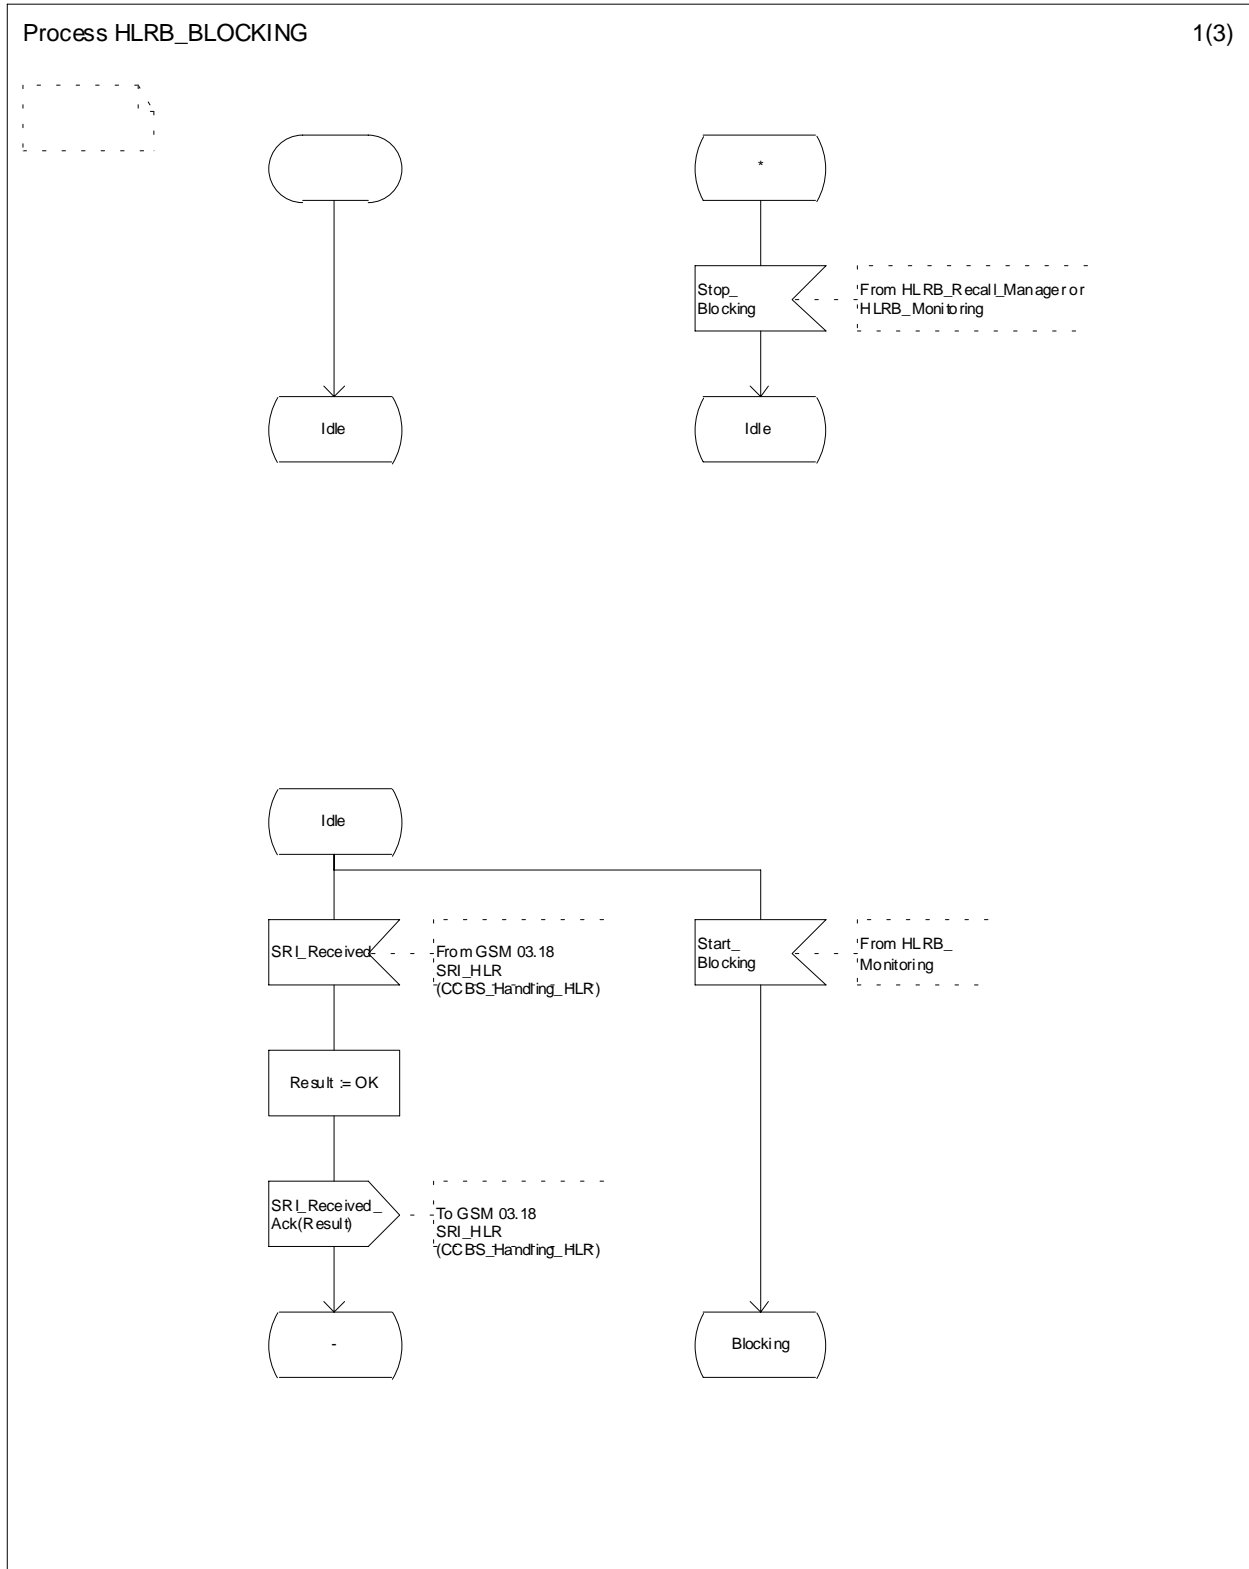 Process HLRB_BLOCKING
1(3)
*
Stop_
Blocking
From HLRB_Recall_Manager or
HLRB_Monitoring
Idle
Idle
Idle
SRI_Received
From GSM 03.18
SRI_HLR
(CCBS_Handling_HLR)
Start_
Blocking
From HLRB_
Monitoring
Result := OK
SRI_Received_
Ack(Result)
To GSM 03.18
SRI_HLR
(CCBS_Handling_HLR)
-
Blocking